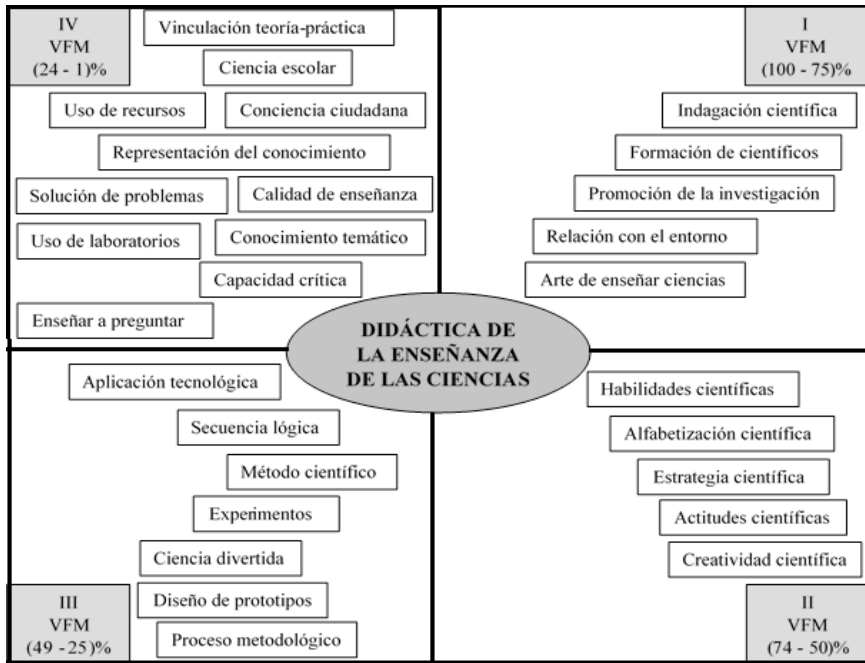 IV
VFM
(24 - 1)%
Vinculación teoría-práctica
Ciencia escolar
Uso de recursos
Conciencia ciudadana
Representación del conocimiento
Solución de problemas
Calidad de enseñanza
Uso de laboratorios
Conocimiento temático
Capacidad crítica
Enseñar a preguntar
I
VFM
(100 - 75)%
Indagación científica
Formación de científicos
Promoción de la investigación
Relación con el entorno
Arte de enseñar ciencias
DIDÁCTICA DE
LA ENSEÑANZA
DE LAS CIENCIAS
Aplicación tecnológica
Secuencia lógica
Método científico
Experimentos
Ciencia divertida
Diseño de prototipos
Proceso metodológico
III
VFM
(49 -25)%
Habilidades científicas
Alfabetización científica
Estrategia científica
Actitudes científicas
Creatividad científica
II
VFM
(74 - 50)%